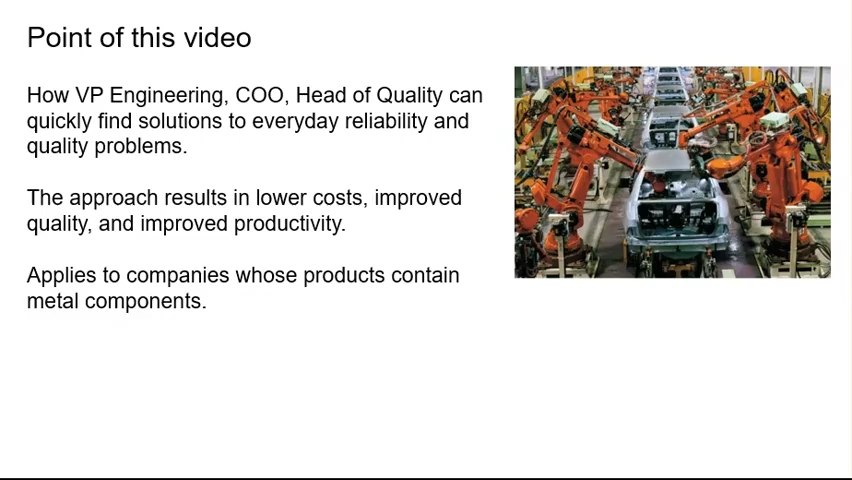 Point of this video
How VP Engineering, COO, Head of Quality can
quickly find solutions to everyday reliability and
quality problems.
The approach results in lower costs, improved
quality, and improved productivity.
Applies to companies whose products contain
metal components.